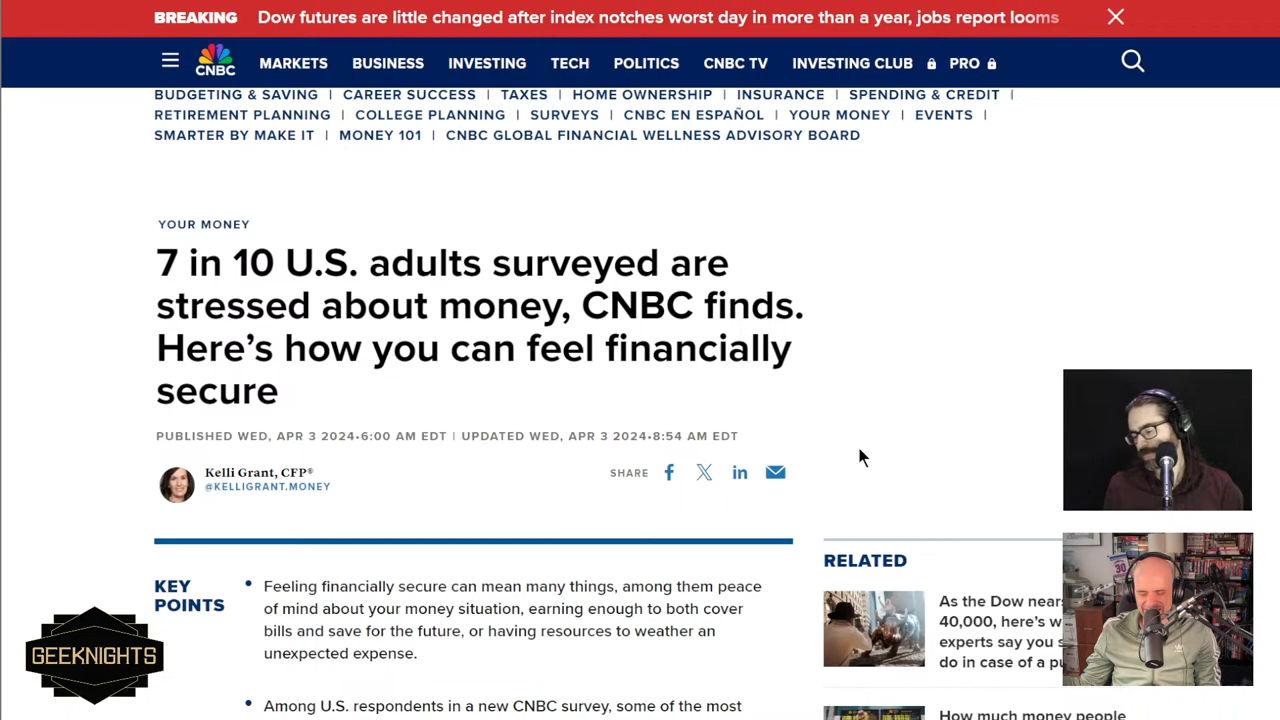 BREAKING Dow futures are little changed after index notches worst day in more than a year, jobs report looms
CNBC MARKETS BUSINESS INVESTING TECH POLITICS CNBC TV INVESTING CLUB PRO
BUDGETING & SAVING | CAREER SUCCESS | TAXES | HOME OWNERSHIP | INSURANCE | SPENDING & CREDIT |
RETIREMENT PLANNING | COLLEGE PLANNING | SURVEYS | CNBC EN ESPAÑOL | YOUR MONEY | EVENTS |
SMARTER BY MAKE IT | MONEY 101 | CNBC GLOBAL FINANCIAL WELLNESS ADVISORY BOARD
YOUR MONEY
7 in 10 U.S. adults surveyed are
stressed about money, CNBC finds.
Here's how you can feel financially
secure
PUBLISHED WED, APR 3 2024•6:00 AM EDT | UPDATED WED, APR 3 2024•8:54 AM EDT
Kelli Grant, CFP®
@KELLIGRANT.MONEY
SHARE
KEY
POINTS
Feeling financially secure can mean many things, among them peace
of mind about your money situation, earning enough to both cover
bills and save for the future, or having resources to weather an
unexpected expense.
Among U.S. respondents in a new CNBC survey, some of the most
RELATED
As the Dow nears
40,000, here's w
experts say you s
do in case of a pu
How much money people
GEEKNIGHTS